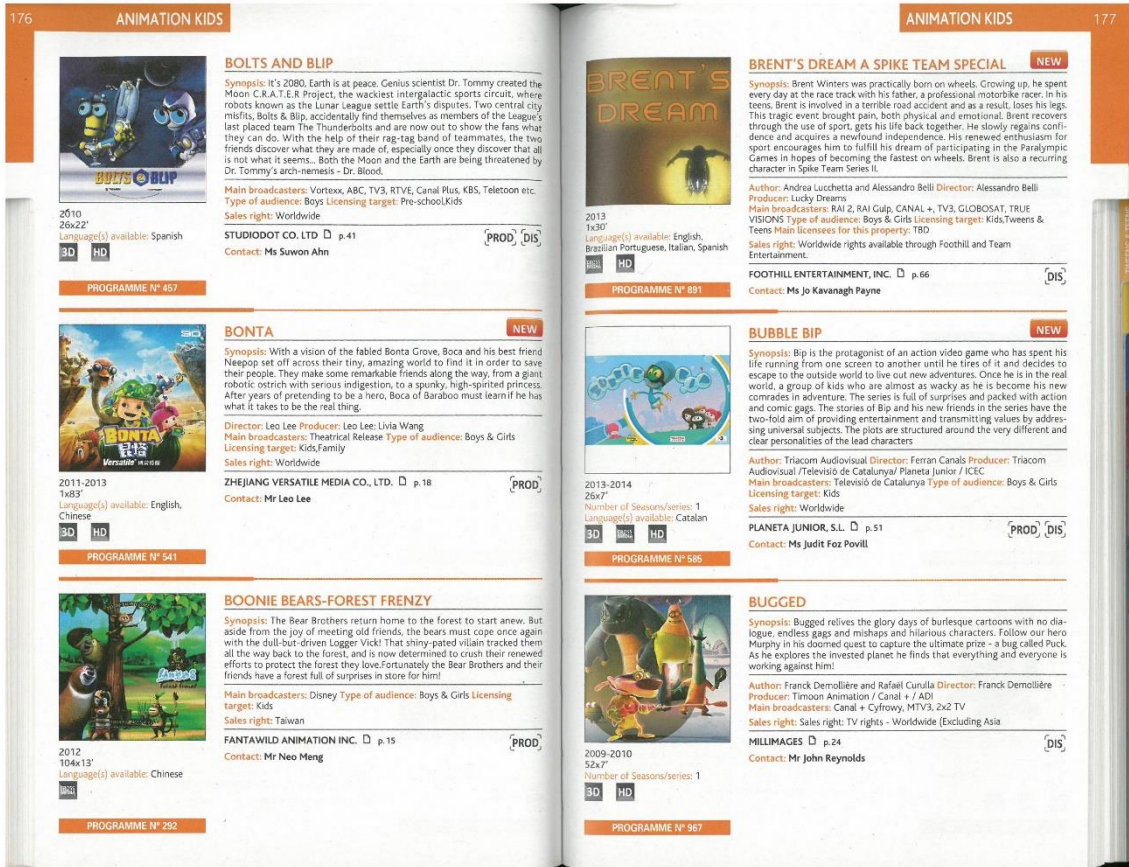 176
ANIMATION KIDS
BOLTS AND BLIP
Synopsis: It's 2080, Earth is at peace. Genius scientist Dr. Tommy created the
Moon C.R.A.T.E.R Project, the wackiest intergalactic sports circuit, where
robots known as the Lunar League settle Earth's disputes. Two central city
misfits, Bolts & Blip, accidentally find themselves as members of the League's
last placed team The Thunderbolts and are now out to show the fans what
they can do. With the help of their rag-tag band of teammates, the two
friends discover what they are made of, especially once they discover that all
is not what it seems... Both the Moon and the Earth are being threatened by
Dr. Tommy's arch-nemesis - Dr. Blood.
Main broadcasters: Vortexx, ABC, TV3, RTVE, Canal Plus, KBS, Teletoon etc.
Type of audience: Boys Licensing target: Pre-school,Kids
Sales right: Worldwide
STUDIODOT CO. LTD p.41
[PROD] [DIS]
Contact: Ms Suwon Ahn
BOLTS BLIP
2010
26x22'
Language(s) available: Spanish
3D HD
PROGRAMME N° 457
BONTA
NEW
Synopsis: With a vision of the fabled Bonta Grove, Boca and his best friend
Neepop set off across their tiny, amazing world to find it in order to save
their people. They make some remarkable friends along the way, from a giant
robotic ostrich with serious indigestion, to a spunky, high-spirited princess.
After years of pretending to be a hero, Boca of Baraboo must learn if he has
what it takes to be the real thing.
Director: Leo Lee Producer: Leo Lee; Livia Wang
Main broadcasters: Theatrical Release Type of audience: Boys & Girls
Licensing target: Kids,Family
Sales right: Worldwide
ZHEJIANG VERSATILE MEDIA CO., LTD. p.18
[PROD]
Contact: Mr Leo Lee
3D
BONTA
Versatile
2011-2013
1x83'
Language(s) available: English,
Chinese
3D HD
PROGRAMME N° 541
BOONIE BEARS-FOREST FRENZY
Synopsis: The Bear Brothers return home to the forest to start anew. But
aside from the joy of meeting old friends, the bears must cope once again
with the dull-but-driven Logger Vick! That shiny-pated villain tracked them
all the way back to the forest, and is now determined to crush their renewed
efforts to protect the forest they love.Fortunately the Bear Brothers and their
friends have a forest full of surprises in store for him!
Main broadcasters: Disney Type of audience: Boys & Girls Licensing
target: Kids
Sales right: Taiwan
FANTAWILD ANIMATION INC. p.15
[PROD]
Contact: Mr Neo Meng
2012
104x13'
Language(s) available: Chinese
PROGRAMME N° 292
ANIMATION KIDS
177
BRENT'S DREAM A SPIKE TEAM SPECIAL
NEW
Synopsis: Brent Winters was practically born on wheels. Growing up, he spent
every day at the race track with his father, a professional motorbike racer. In his
teens, Brent is involved in a terrible road accident and as a result, loses his legs.
This tragic event brought pain, both physical and emotional. Brent recovers
through the use of sport, gets his life back together. He slowly regains confi-
dence and acquires a newfound independence. His renewed enthusiasm for
sport encourages him to fulfill his dream of participating in the Paralympic
Games in hopes of becoming the fastest on wheels. Brent is also a recurring
character in Spike Team Series II.
Author: Andrea Lucchetta and Alessandro Belli Director: Alessandro Belli
Producer: Lucky Dreams
Main broadcasters: RAI 2, RAI Gulp, CANAL +, TV3, GLOBOSAT, TRUE
VISIONS Type of audience: Boys & Girls Licensing target: Kids,Tweens &
Teens Main licensees for this property: TBD
Sales right: Worldwide rights available through Foothill and Team
Entertainment.
FOOTHILL ENTERTAINMENT, INC. p.66
[DIS]
Contact: Ms Jo Kavanagh Payne
BRENT'S
DREAM
2013
1x30'
Language(s) available: English,
Brazilian Portuguese, Italian, Spanish
HD
PROGRAMME N° 891
BUBBLE BIP
NEW
Synopsis: Bip is the protagonist of an action video game who has spent his
life running from one screen to another until he tires of it and decides to
escape to the outside world to live out new adventures. Once he is in the real
world, a group of kids who are almost as wacky as he is become his new
comrades in adventure. The series is full of surprises and packed with action
and comic gags. The stories of Bip and his new friends in the series have the
two-fold aim of providing entertainment and transmitting values by addres-
sing universal subjects. The plots are structured around the very different and
clear personalities of the lead characters
Author: Triacom Audiovisual Director: Ferran Canals Producer: Triacom
Audiovisual /Televisió de Catalunya/ Planeta Junior / ICEC
Main broadcasters: Televisió de Catalunya Type of audience: Boys & Girls
Licensing target: Kids
Sales right: Worldwide
PLANETA JUNIOR, S.L. p.51
[PROD] [DIS]
Contact: Ms Judit Foz Povill
2013-2014
26x7'
Number of Seasons/series: 1
Language(s) available: Catalan
3D HD
PROGRAMME N° 585
BUGGED
Synopsis: Bugged relives the glory days of burlesque cartoons with no dia-
logue, endless gags and mishaps and hilarious characters. Follow our hero
Murphy in his doomed quest to capture the ultimate prize - a bug called Puck.
As he explores the invested planet he finds that everything and everyone is
working against him!
Author: Franck Demollière and Rafaël Curulla Director: Franck Demollière
Producer: Timoon Animation / Canal + / ADI
Main broadcasters: Canal + Cyfrowy, MTV3, 2x2 TV
Sales right: Sales right: TV rights - Worldwide (Excluding Asia
MILLIMAGES p.24
[DIS]
Contact: Mr John Reynolds
2009-2010
52x7'
Number of Seasons/series: 1
3D HD
PROGRAMME N° 967